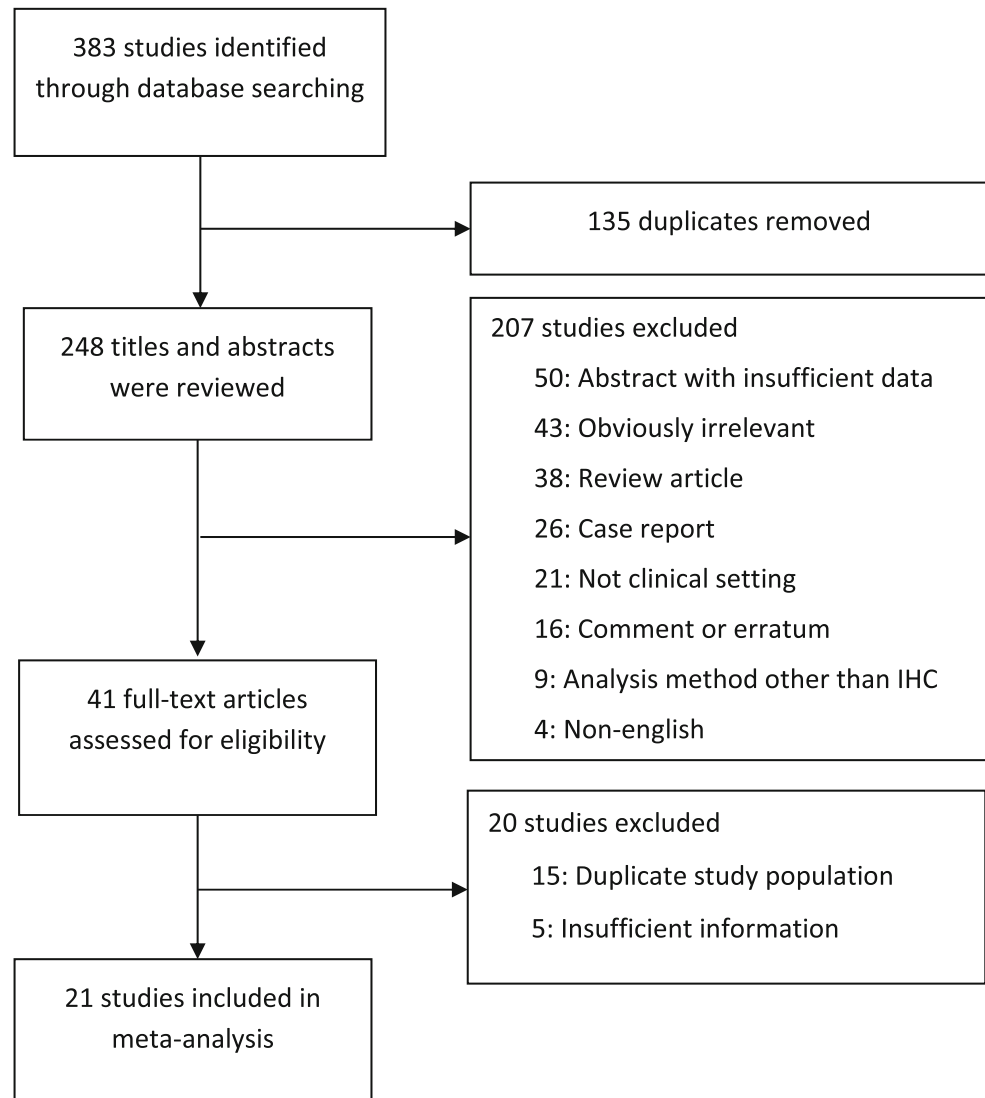 383 studies identified
through database searching
135 duplicates removed
248 titles and abstracts
were reviewed
207 studies excluded
50: Abstract with insufficient data
43: Obviously irrelevant
38: Review article
26: Case report
21: Not clinical setting
16: Comment or erratum
9: Analysis method other than IHC
4: Non-english
41 full-text articles
assessed for eligibility
20 studies excluded
15: Duplicate study population
5: Insufficient information
21 studies included in
meta-analysis